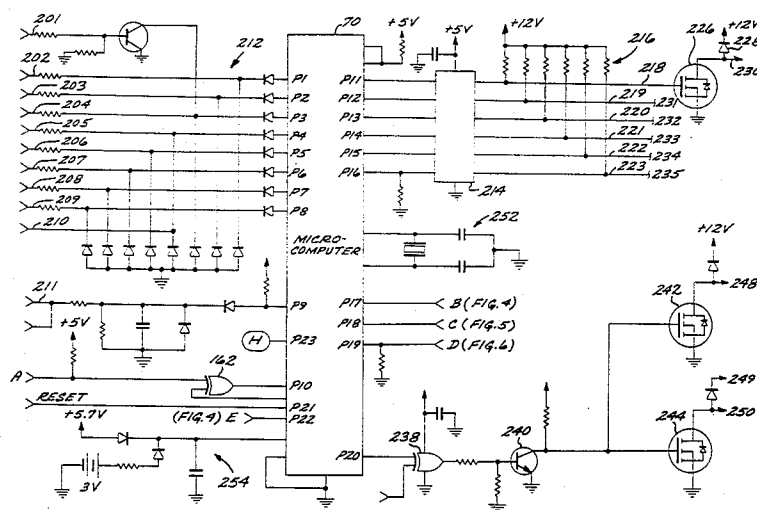 201
202
203
204
205
206
207
208
209
210
211
212
70
+5V
+5V
+12V
216
226
+12V
228
230
P1
P2
P3
P4
P5
P6
P7
P8
P11
P12
P13
P14
P15
P16
218
219
220
221
222
223
231
232
233
234
235
214
MICRO-
COMPUTER
252
P9
+5V
H
P23
P17
P18
P19
B (FIG.4)
C (FIG.5)
D (FIG.6)
+12V
242
248
A
162
P10
RESET
P21
(FIG.4) E
P22
+5.7V
3V
254
P20
238
240
244
249
250